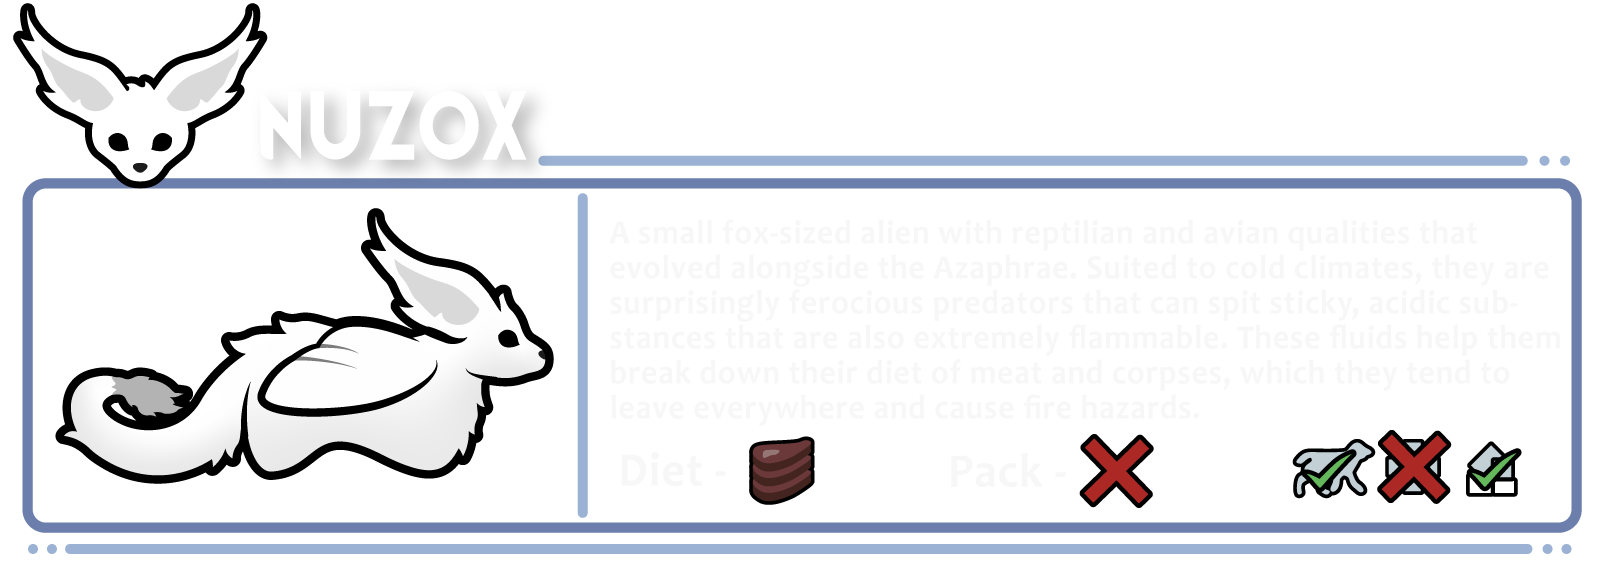 NUZOX
A small fox-sized alien with reptilian and avian qualities that
evolved alongside the Azaphrae. Suited to cold climates, they are
surprisingly ferocious predators that can spit sticky, acidic sub-
stances that are also extremely flammable. These fluids help them
break down their diet of meat and corpses, which they tend to
leave everywhere and cause fire hazards.
Diet - Pack -